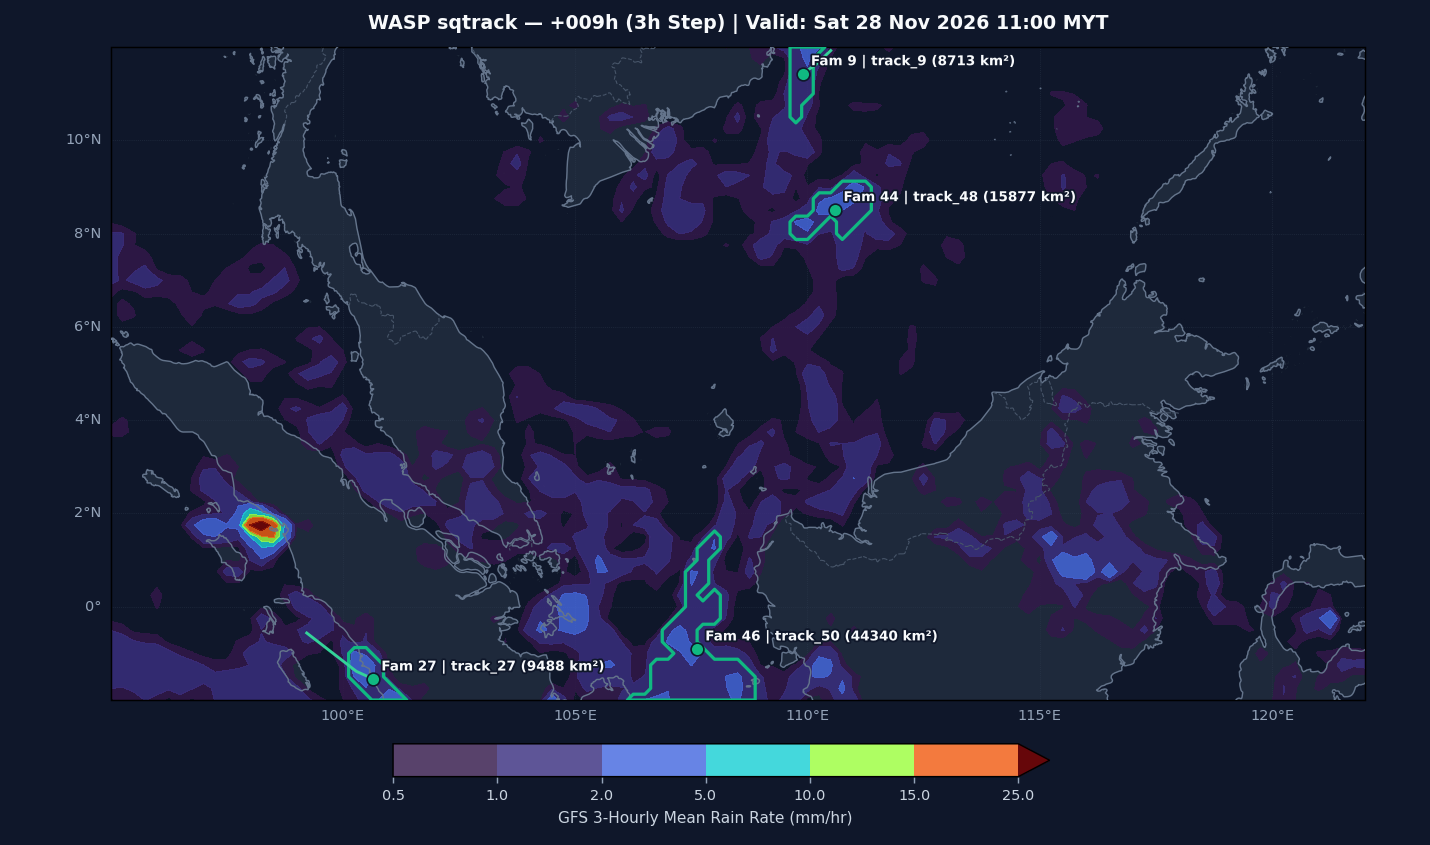 WASP sqtrack — +009h (3h Step) | Valid: Sat 28 Nov 2026 11:00 MYT
Fam 9 | track_9 (8713 km²)
10°N
Fam 44 | track_48 (15877 km²)
8°N
6°N
4°N
2°N
0°
Fam 46 | track_50 (44340 km²)
Fam 27 | track_27 (9488 km²)
100°E 105°E 110°E 115°E 120°E
0.5 1.0 2.0 5.0 10.0 15.0 25.0
GFS 3-Hourly Mean Rain Rate (mm/hr)